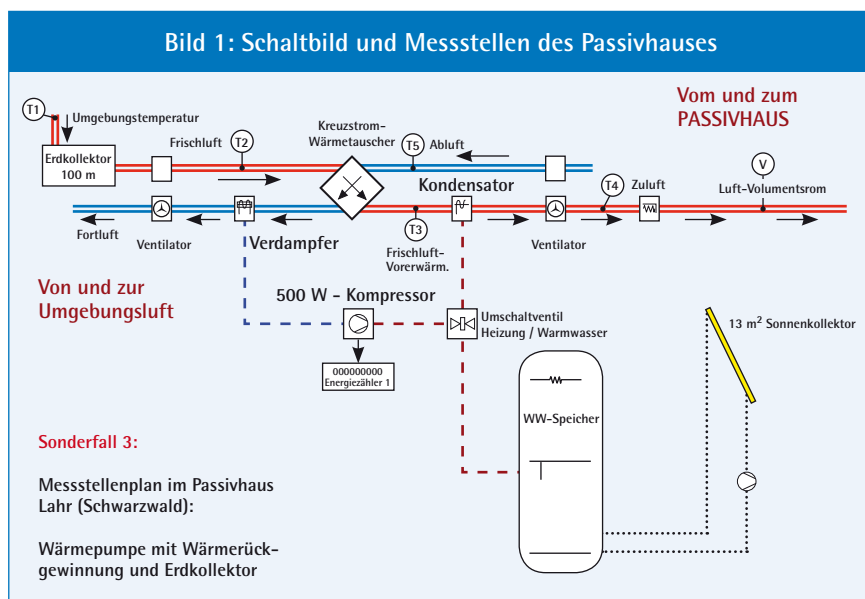 Bild 1: Schaltbild und Messstellen des Passivhauses
T1
Umgebungstemperatur
Erdkollektor
100 m
Frischluft
T2
Kreuzstrom-
Wärmetauscher
T5
Abluft
Vom und zum
PASSIVHAUS
Kondensator
T4
Zuluft
V
Luft-Volumentsrom
Fortluft
Ventilator
Verdampfer
T3
Frischluft-
Vorerwärm.
Ventilator
Von und zur
Umgebungsluft
500 W - Kompressor
Umschaltventil
Heizung / Warmwasser
000000000
Energiezähler 1
13 m² Sonnenkollektor
WW-Speicher
Sonderfall 3:
Messstellenplan im Passivhaus
Lahr (Schwarzwald):
Wärmepumpe mit Wärmerück-
gewinnung und Erdkollektor